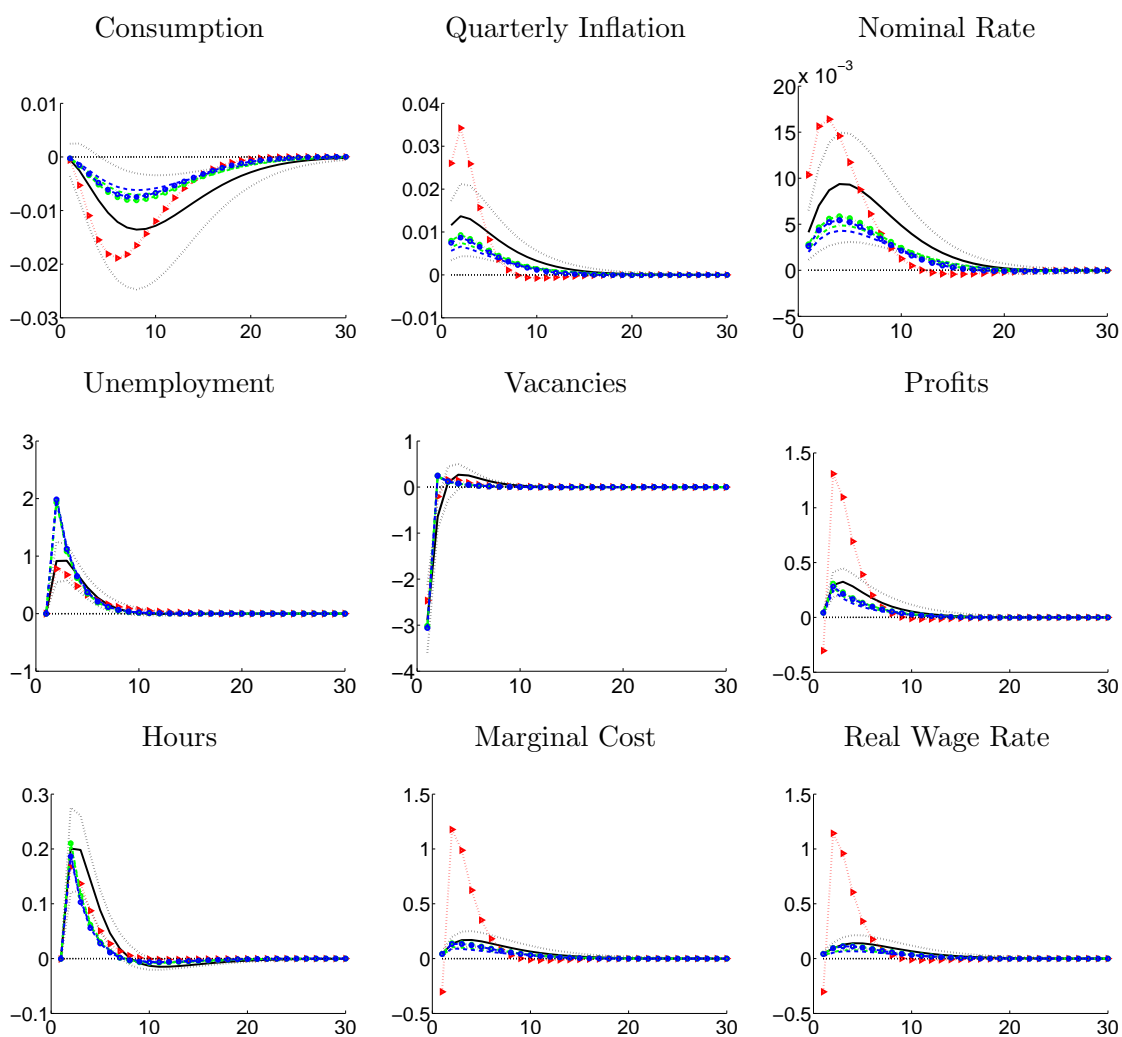 Consumption Quarterly Inflation Nominal Rate
x 10⁻³
0.01 0.04 20
0 0.03 15
−0.01 0.02 10
−0.02 0.01 5
−0.03 0 0
−0.01 −5
0 10 20 30 0 10 20 30 0 10 20 30
Unemployment Vacancies Profits
3 1 1.5
2 0 1
1 −1 0.5
0 −2 0
−1 −3 −0.5
−4
0 10 20 30 0 10 20 30 0 10 20 30
Hours Marginal Cost Real Wage Rate
0.3 1.5 1.5
0.2 1 1
0.1 0.5 0.5
0 0 0
−0.1 −0.5 −0.5
0 10 20 30 0 10 20 30 0 10 20 30